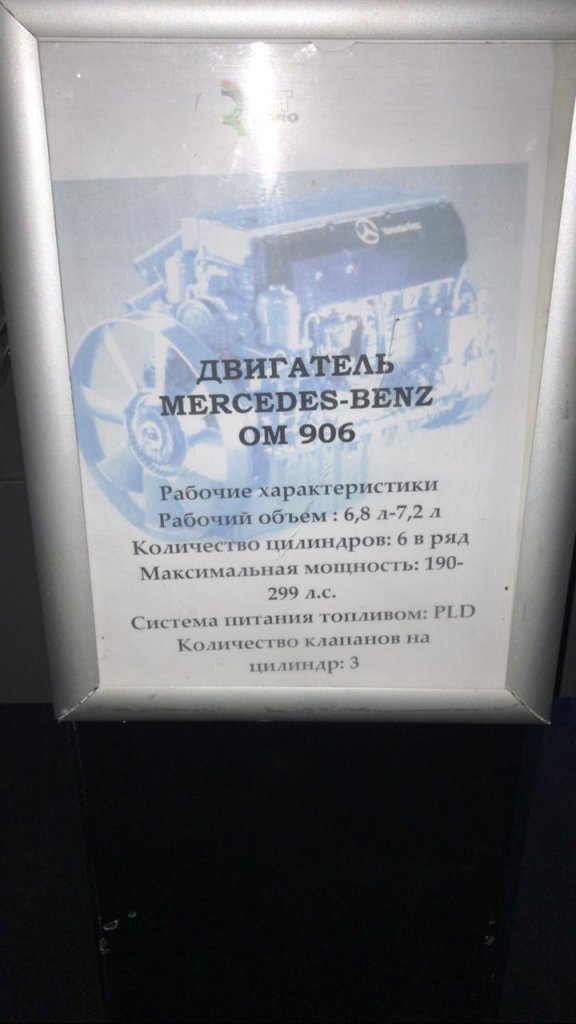 ДВИГАТЕЛЬ
MERCEDES-BENZ
OM 906
Рабочие характеристики
Рабочий объем : 6,8 л-7,2 л
Количество цилиндров: 6 в ряд
Максимальная мощность: 190-
299 л.с.
Система питания топливом: PLD
Количество клапанов на
цилиндр: 3